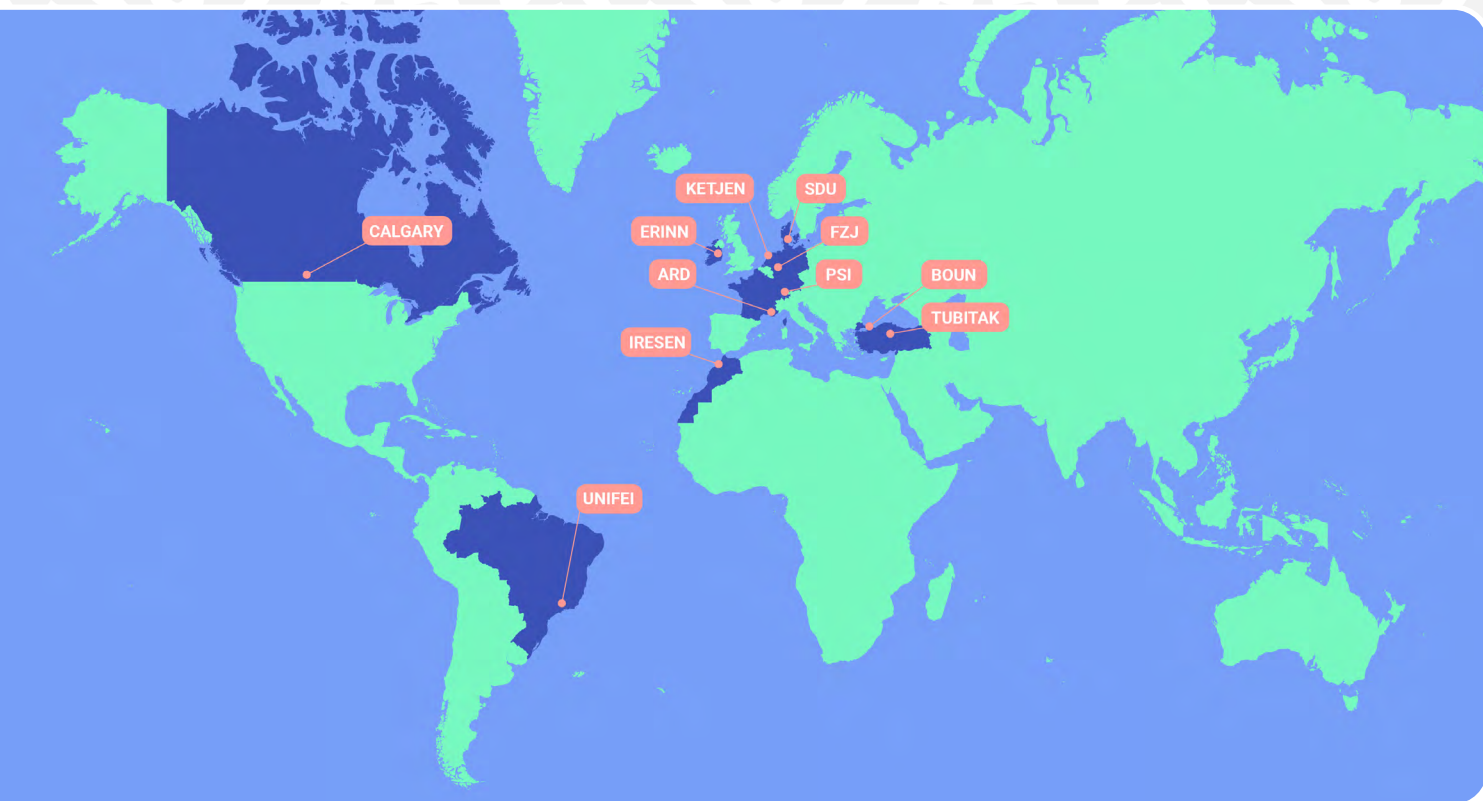 KETJEN
SDU
CALGARY
ERINN
FZJ
ARD
PSI
BOUN
TUBITAK
IRESEN
UNIFEI